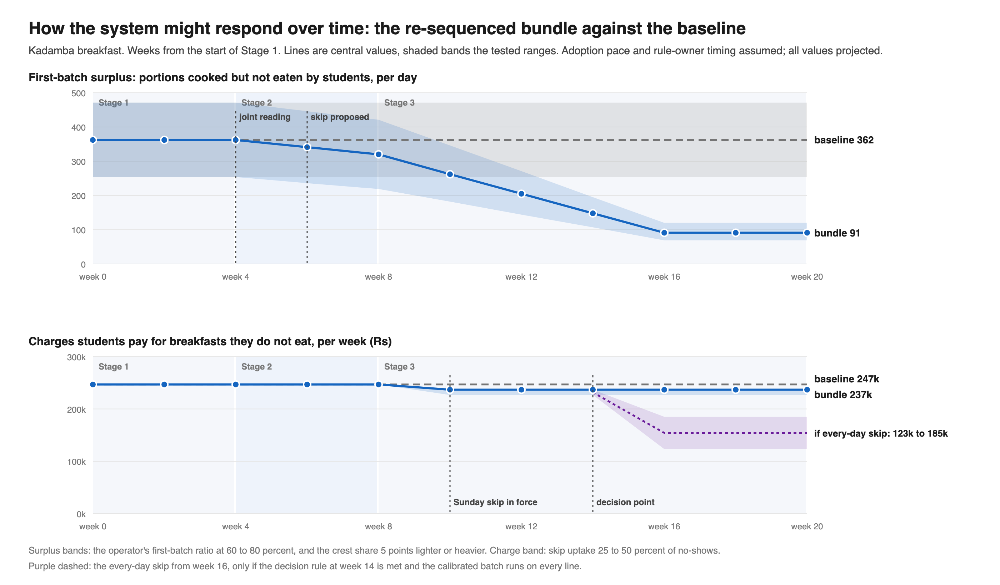 How the system might respond over time: the re-sequenced bundle against the baseline
Kadamba breakfast. Weeks from the start of Stage 1. Lines are central values, shaded bands the tested ranges. Adoption pace and rule-owner timing assumed; all values projected.
First-batch surplus: portions cooked but not eaten by students, per day
500
Stage 1
Stage 2
Stage 3
joint reading
skip proposed
400
baseline 362
300
200
100
bundle 91
0
week 0
week 4
week 8
week 12
week 16
week 20
Charges students pay for breakfasts they do not eat, per week (Rs)
300k
Stage 1
Stage 2
Stage 3
baseline 247k
bundle 237k
200k
if every-day skip: 123k to 185k
100k
Sunday skip in force
decision point
0k
week 0
week 4
week 8
week 12
week 16
week 20
Surplus bands: the operator's first-batch ratio at 60 to 80 percent, and the crest share 5 points lighter or heavier. Charge band: skip uptake 25 to 50 percent of no-shows.
Purple dashed: the every-day skip from week 16, only if the decision rule at week 14 is met and the calibrated batch runs on every line.